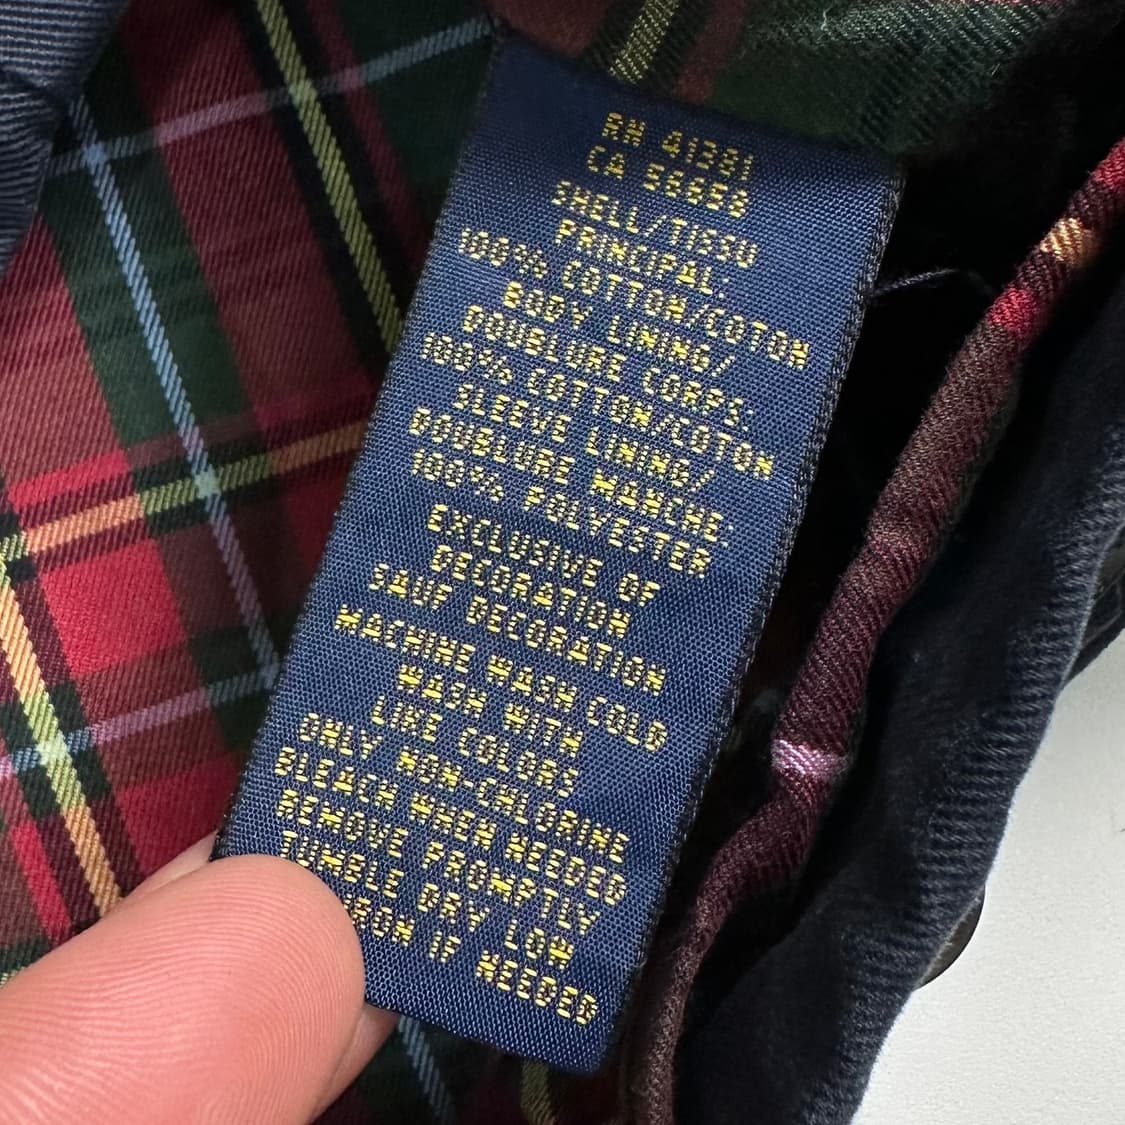 RN 41381
CA 56658
SHELL/TISSU
PRINCIPAL:
100% COTTON/COTON
BODY LINING/
DOUBLURE CORPS:
100% COTTON/COTON
SLEEVE LINING/
DOUBLURE MANCHE:
100% POLYESTER
EXCLUSIVE OF
DECORATION
SAUF DECORATION
MACHINE WASH COLD
WASH WITH
LIKE COLORS
ONLY NON-CHLORINE
BLEACH WHEN NEEDED
REMOVE PROMPTLY
TUMBLE DRY LOW
IRON IF NEEDED